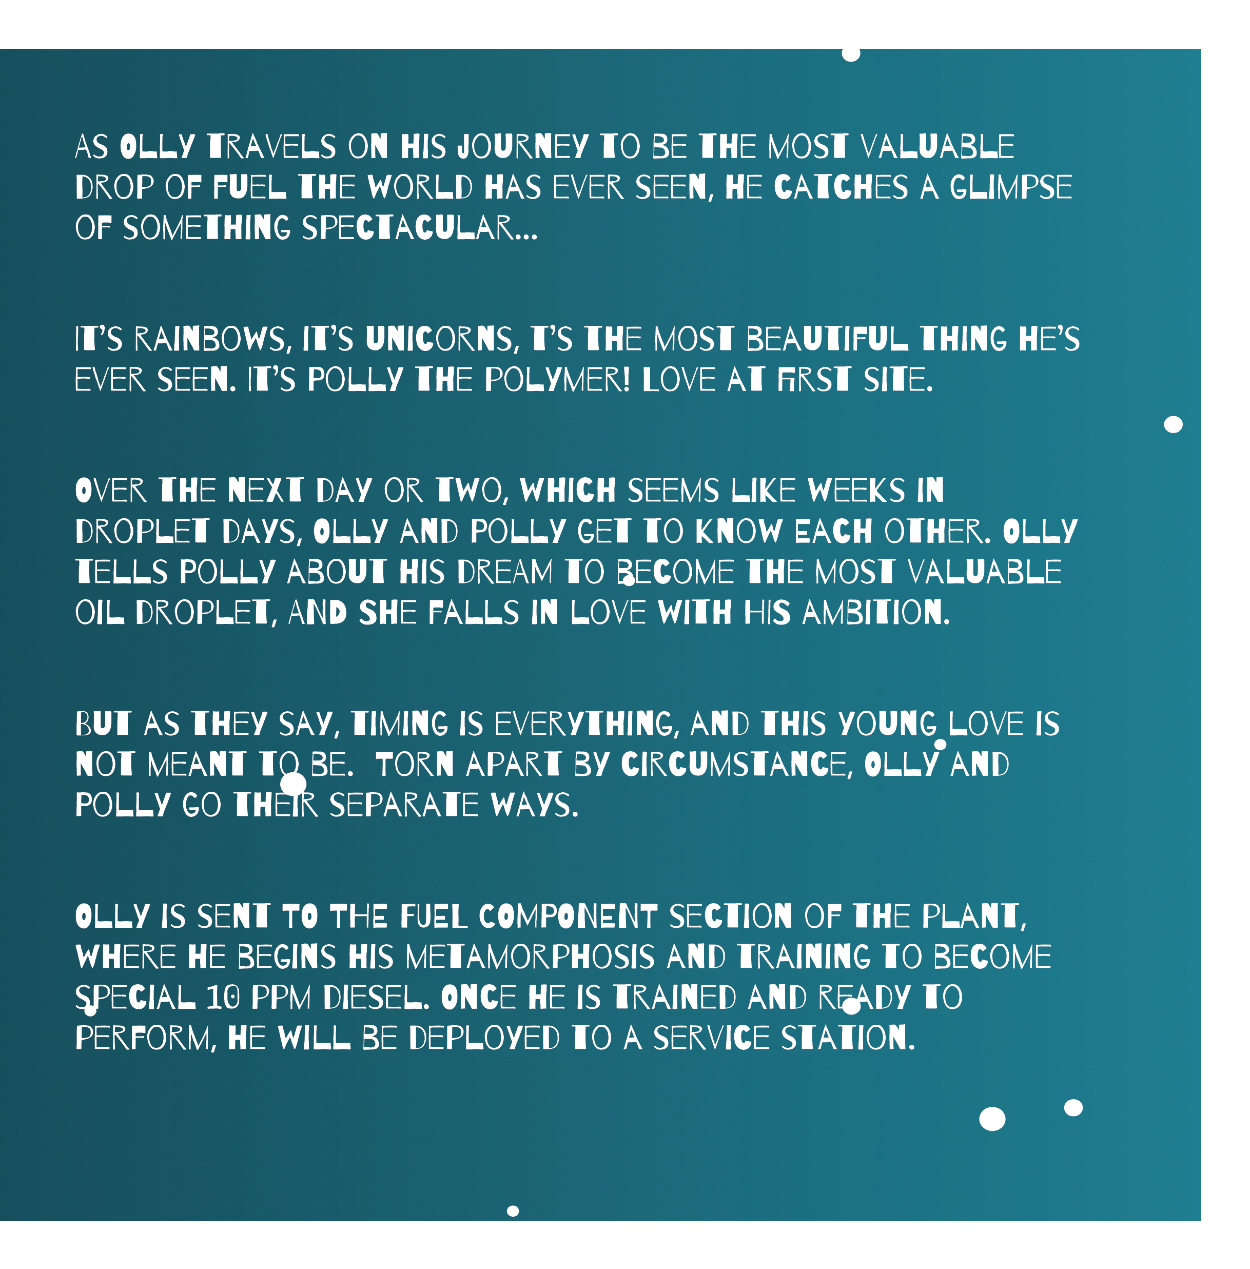 AS OLLY TRAVELS ON HIS JOURNEY TO BE THE MOST VALUABLE
DROP OF FUEL THE WORLD HAS EVER SEEN, HE CATCHES A GLIMPSE
OF SOMETHING SPECTACULAR...
IT'S RAINBOWS, IT'S UNICORNS, T'S THE MOST BEAUTIFUL THING HE'S
EVER SEEN. IT'S POLLY THE POLYMER! LOVE AT FIRST SITE.
OVER THE NEXT DAY OR TWO, WHICH SEEMS LIKE WEEKS IN
DROPLET DAYS, OLLY AND POLLY GET TO KNOW EACH OTHER. OLLY
TELLS POLLY ABOUT HIS DREAM TO BECOME THE MOST VALUABLE
OIL DROPLET, AND SHE FALLS IN LOVE WITH HIS AMBITION.
BUT AS THEY SAY, TIMING IS EVERYTHING, AND THIS YOUNG LOVE IS
NOT MEANT TO BE.  TORN APART BY CIRCUMSTANCE, OLLY AND
POLLY GO THEIR SEPARATE WAYS.
OLLY IS SENT TO THE FUEL COMPONENT SECTION OF THE PLANT,
WHERE HE BEGINS HIS METAMORPHOSIS AND TRAINING TO BECOME
SPECIAL 10 PPM DIESEL. ONCE HE IS TRAINED AND READY TO
PERFORM, HE WILL BE DEPLOYED TO A SERVICE STATION.